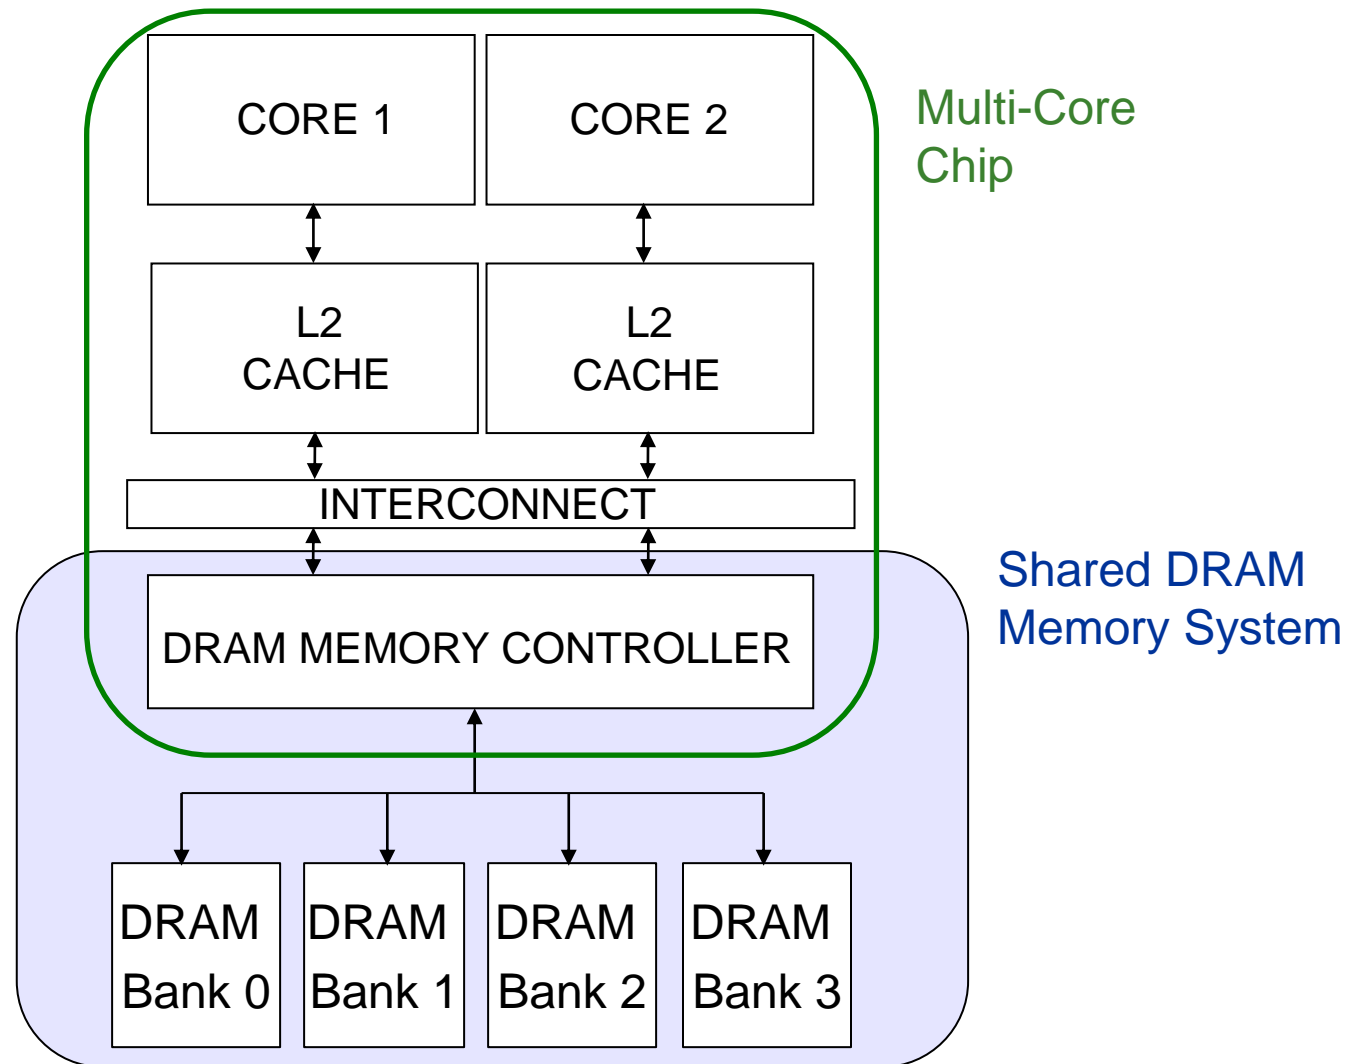 CORE 1
CORE 2
Multi-Core
Chip
L2
CACHE
L2
CACHE
INTERCONNECT
Shared DRAM
Memory System
DRAM MEMORY CONTROLLER
DRAM
Bank 0
DRAM
Bank 1
DRAM
Bank 2
DRAM
Bank 3